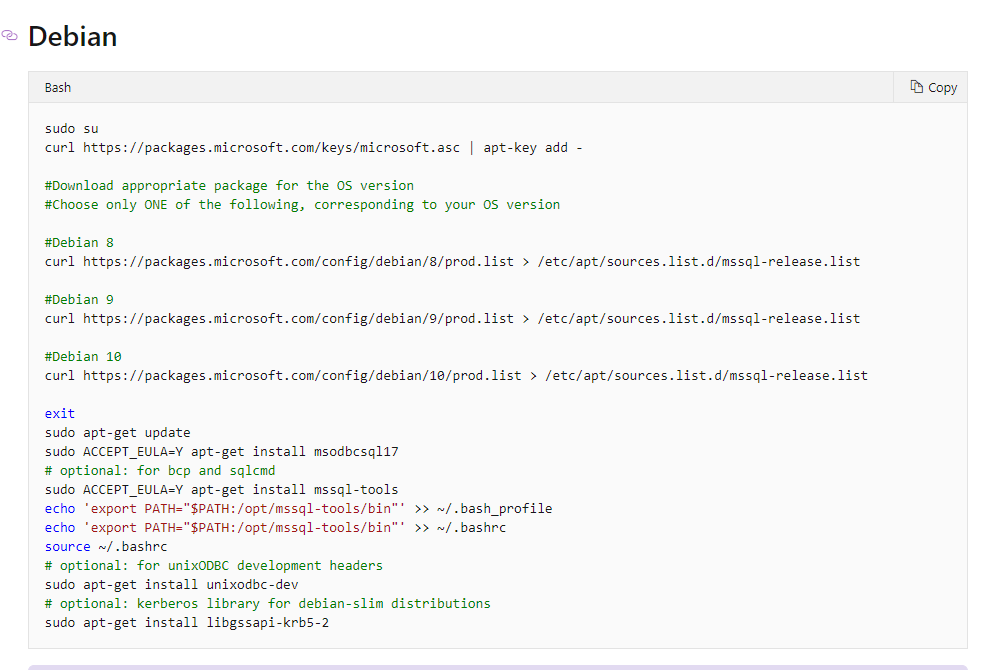 Debian
Bash
Copy
sudo su
curl https://packages.microsoft.com/keys/microsoft.asc | apt-key add -
#Download appropriate package for the OS version
#Choose only ONE of the following, corresponding to your OS version
#Debian 8
curl https://packages.microsoft.com/config/debian/8/prod.list > /etc/apt/sources.list.d/mssql-release.list
#Debian 9
curl https://packages.microsoft.com/config/debian/9/prod.list > /etc/apt/sources.list.d/mssql-release.list
#Debian 10
curl https://packages.microsoft.com/config/debian/10/prod.list > /etc/apt/sources.list.d/mssql-release.list
exit
sudo apt-get update
sudo ACCEPT_EULA=Y apt-get install msodbcsql17
# optional: for bcp and sqlcmd
sudo ACCEPT_EULA=Y apt-get install mssql-tools
echo 'export PATH="$PATH:/opt/mssql-tools/bin"' >> ~/.bash_profile
echo 'export PATH="$PATH:/opt/mssql-tools/bin"' >> ~/.bashrc
source ~/.bashrc
# optional: for unixODBC development headers
sudo apt-get install unixodbc-dev
# optional: kerberos library for debian-slim distributions
sudo apt-get install libgssapi-krb5-2